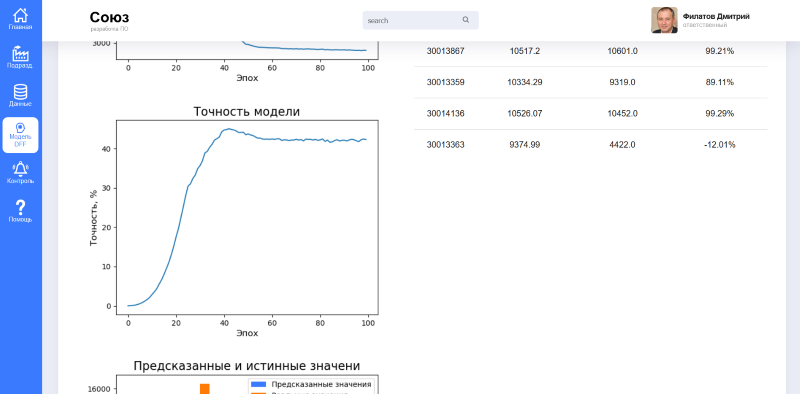 Главная
Подразд.
Данные
Модель
DFF
Контроль
Помощь
Союз
разработка ПО
search
Филатов Дмитрий
ответственный
3000
0 20 40 60 80 100
Эпох
Точность модели
Точность, %
40
30
20
10
0
0 20 40 60 80 100
Эпох
Предсказанные и истинные значени
16000
Предсказанные значения
30013867 10517.2 10601.0 99.21%
30013359 10334.29 9319.0 89.11%
30014136 10526.07 10452.0 99.29%
30013363 9374.99 4422.0 -12.01%